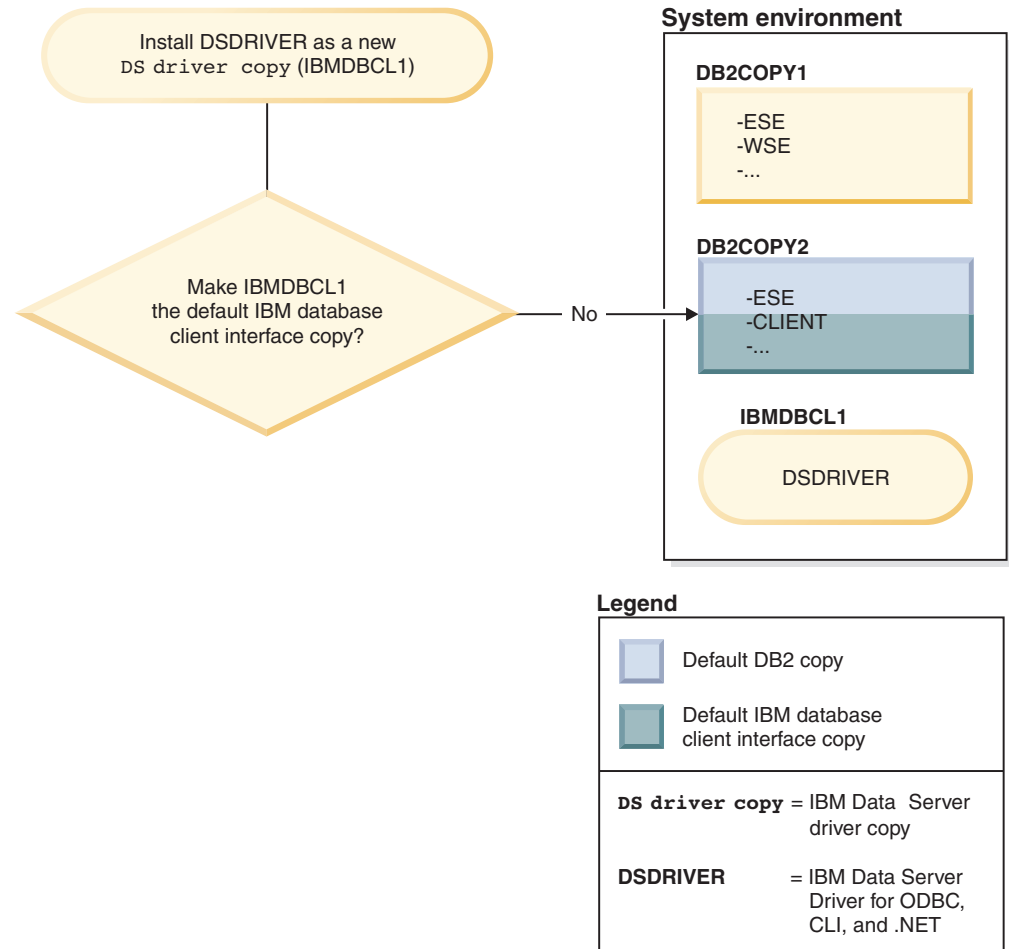 Install DSDRIVER as a new
DS driver copy (IBMDBCL1)
Make IBMDBCL1
the default IBM database
client interface copy?
No
System environment
DB2COPY1
-ESE
-WSE
-...
DB2COPY2
-ESE
-CLIENT
-...
IBMDBCL1
DSDRIVER
Legend
Default DB2 copy
Default IBM database
client interface copy
DS driver copy = IBM Data Server
driver copy
DSDRIVER = IBM Data Server
Driver for ODBC,
CLI, and .NET